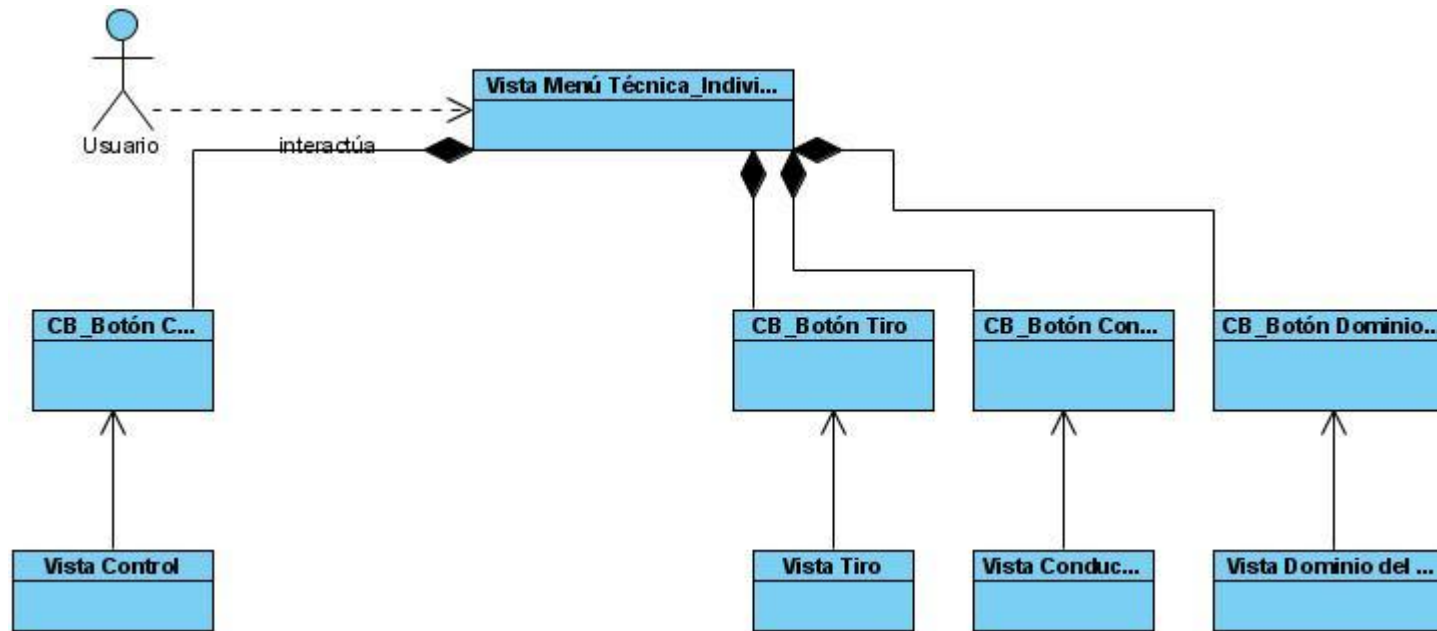 Vista Menú Técnica_Indivi...
Usuario
interactúa
CB_Botón C...
CB_Botón Tiro
CB_Botón Con...
CB_Botón Dominio...
Vista Control
Vista Tiro
Vista Conduc...
Vista Dominio del ...